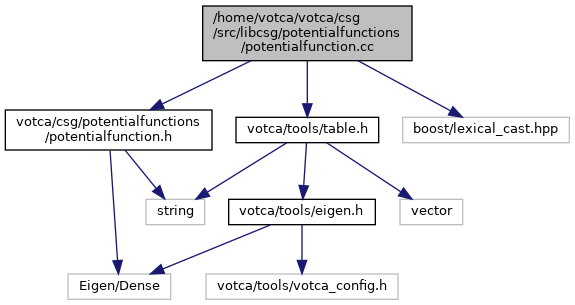 /home/votca/votca/csg
/src/libcsg/potentialfunctions
/potentialfunction.cc
votca/csg/potentialfunctions
/potentialfunction.h
votca/tools/table.h
boost/lexical_cast.hpp
string
votca/tools/eigen.h
vector
Eigen/Dense
votca/tools/votca_config.h